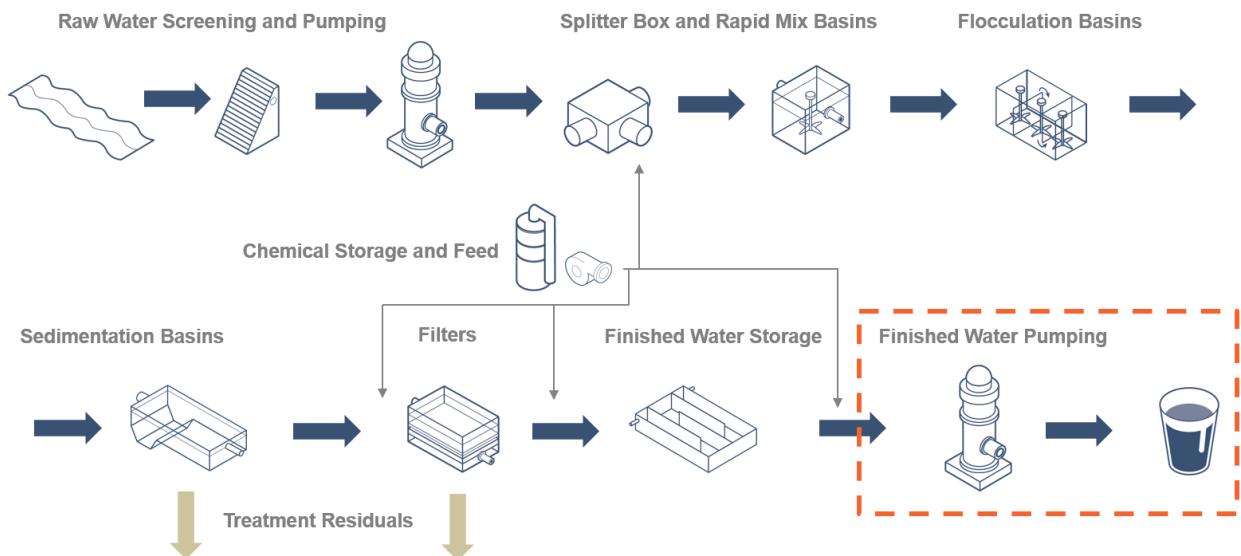 Raw Water Screening and Pumping
Splitter Box and Rapid Mix Basins
Flocculation Basins
Chemical Storage and Feed
Sedimentation Basins
Filters
Finished Water Storage
Finished Water Pumping
Treatment Residuals